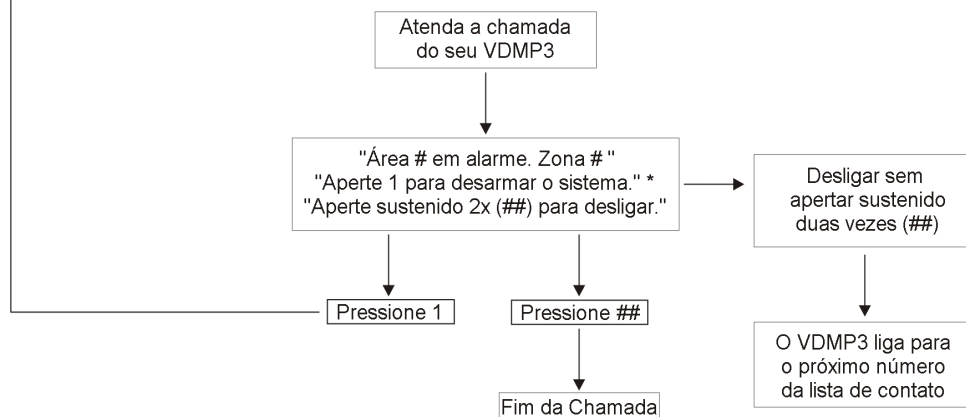 Atenda a chamada
do seu VDMP3
"Área # em alarme. Zona # "
"Aperte 1 para desarmar o sistema." *
"Aperte sustenido 2x (##) para desligar."
Desligar sem
apertar sustenido
duas vezes (##)
Pressione 1
Pressione ##
O VDMP3 liga para
o próximo número
da lista de contato
Fim da Chamada